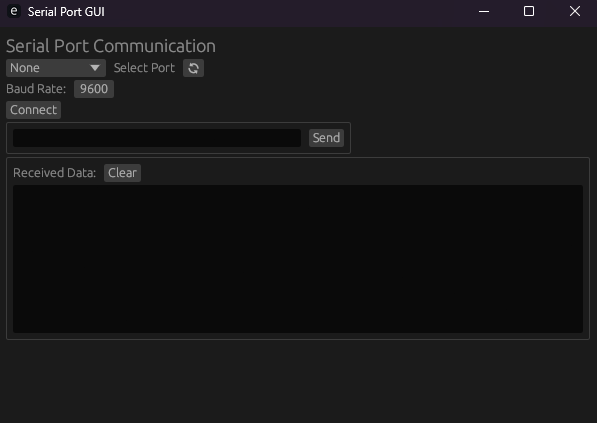 e Serial Port GUI
Serial Port Communication
None Select Port
Baud Rate: 9600
Connect
Send
Received Data: Clear